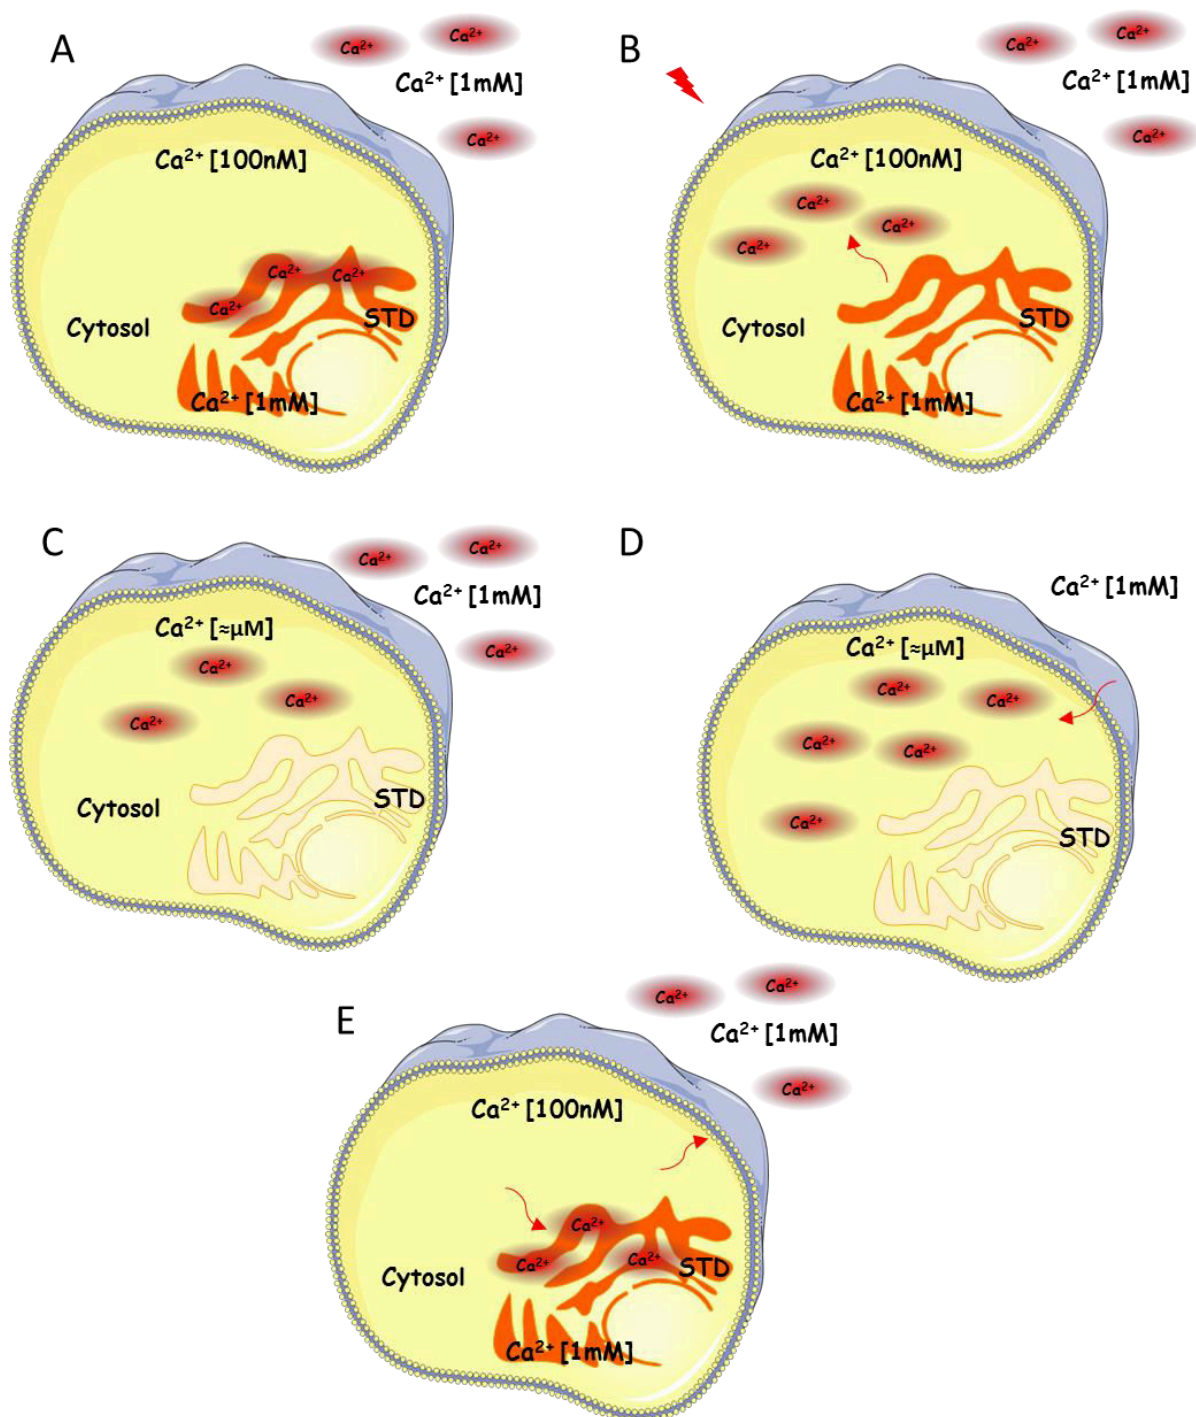 A
Ca²⁺
Ca²⁺
Ca²⁺ [1mM]
Ca²⁺
Ca²⁺ [100nM]
Ca²⁺
Ca²⁺
Ca²⁺
STD
Cytosol
Ca²⁺ [1mM]
B
Ca²⁺
Ca²⁺
Ca²⁺ [1mM]
Ca²⁺
Ca²⁺ [100nM]
Ca²⁺
Ca²⁺
Ca²⁺
STD
Cytosol
Ca²⁺ [1mM]
C
Ca²⁺
Ca²⁺
Ca²⁺ [1mM]
Ca²⁺
Ca²⁺ [≈µM]
Ca²⁺
Ca²⁺
Ca²⁺
STD
Cytosol
D
Ca²⁺ [1mM]
Ca²⁺ [≈µM]
Ca²⁺
Ca²⁺
Ca²⁺
Ca²⁺
Ca²⁺
STD
E
Ca²⁺
Ca²⁺
Ca²⁺ [1mM]
Ca²⁺
Ca²⁺ [100nM]
Ca²⁺
Ca²⁺
Ca²⁺
STD
Cytosol
Ca²⁺ [1mM]